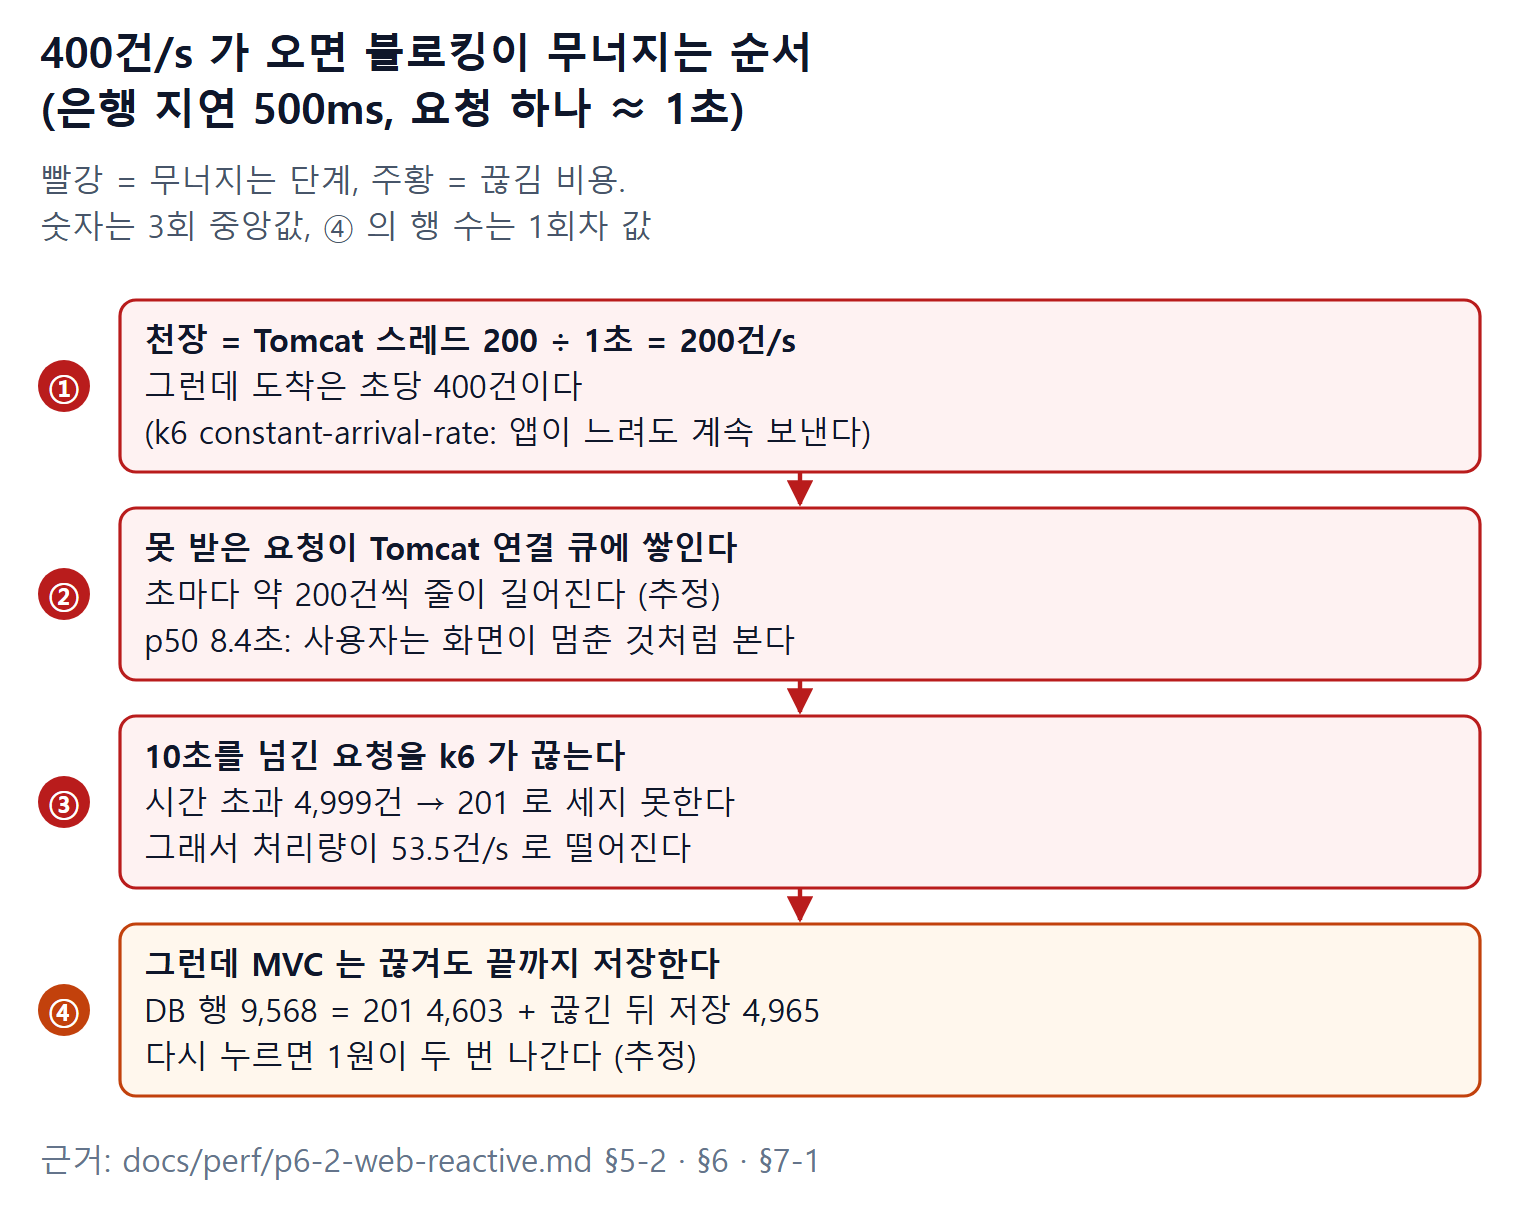 400건/s 가 오면 블로킹이 무너지는 순서
(은행 지연 500ms, 요청 하나 ≈ 1초)
빨강 = 무너지는 단계, 주황 = 끊김 비용.
숫자는 3회 중앙값, ④ 의 행 수는 1회차 값
①
천장 = Tomcat 스레드 200 ÷ 1초 = 200건/s
그런데 도착은 초당 400건이다
(k6 constant-arrival-rate: 앱이 느려도 계속 보낸다)
②
못 받은 요청이 Tomcat 연결 큐에 쌓인다
초마다 약 200건씩 줄이 길어진다 (추정)
p50 8.4초: 사용자는 화면이 멈춘 것처럼 본다
③
10초를 넘긴 요청을 k6 가 끊는다
시간 초과 4,999건 → 201 로 세지 못한다
그래서 처리량이 53.5건/s 로 떨어진다
④
그런데 MVC 는 끊겨도 끝까지 저장한다
DB 행 9,568 = 201 4,603 + 끊긴 뒤 저장 4,965
다시 누르면 1원이 두 번 나간다 (추정)
근거: docs/perf/p6-2-web-reactive.md §5-2 · §6 · §7-1